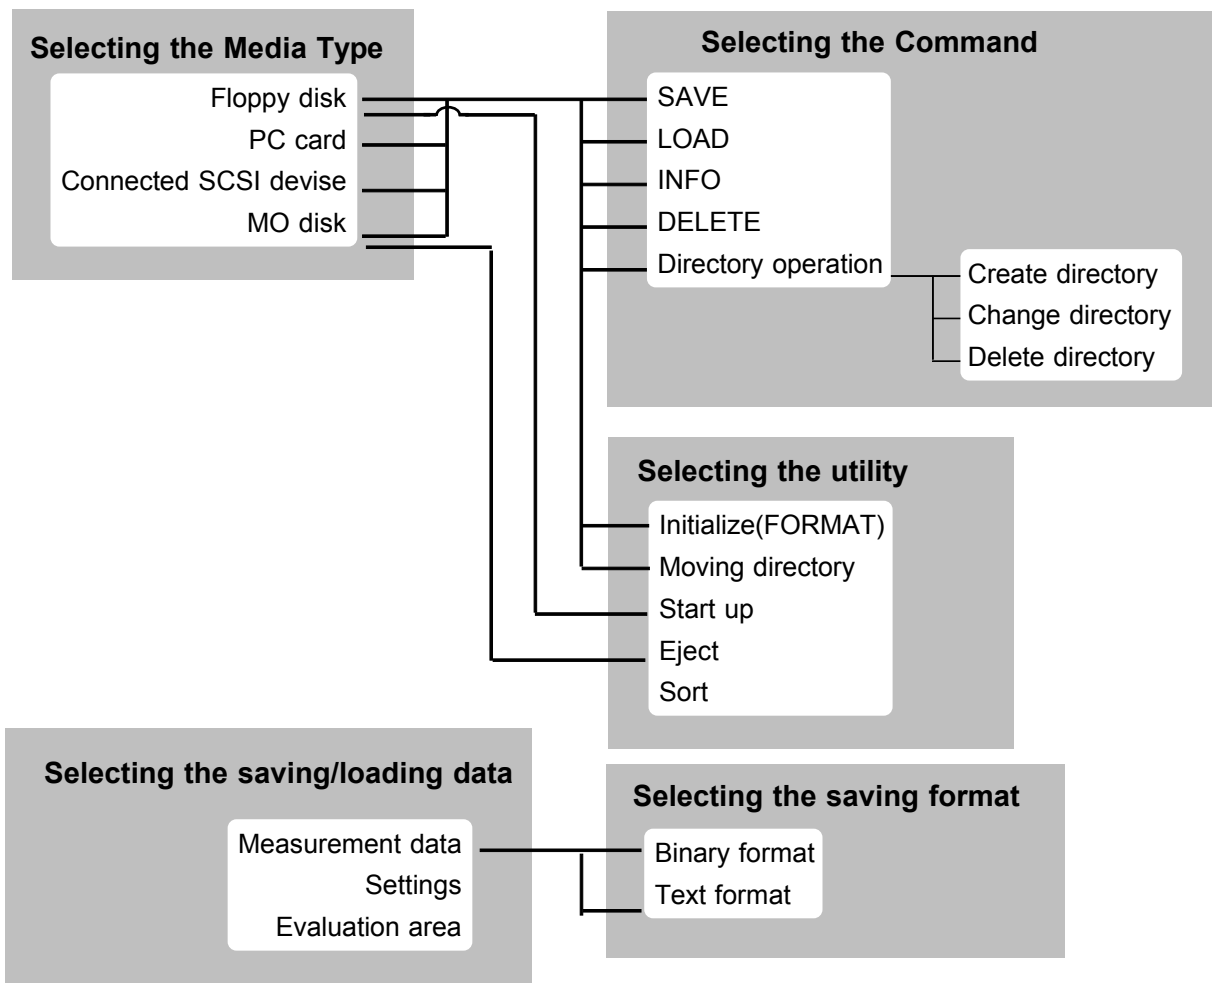 Selecting the Media Type
Floppy disk
PC card
Connected SCSI devise
MO disk
Selecting the Command
SAVE
LOAD
INFO
DELETE
Directory operation
Create directory
Change directory
Delete directory
Selecting the utility
Initialize(FORMAT)
Moving directory
Start up
Eject
Sort
Selecting the saving/loading data
Measurement data
Settings
Evaluation area
Selecting the saving format
Binary format
Text format